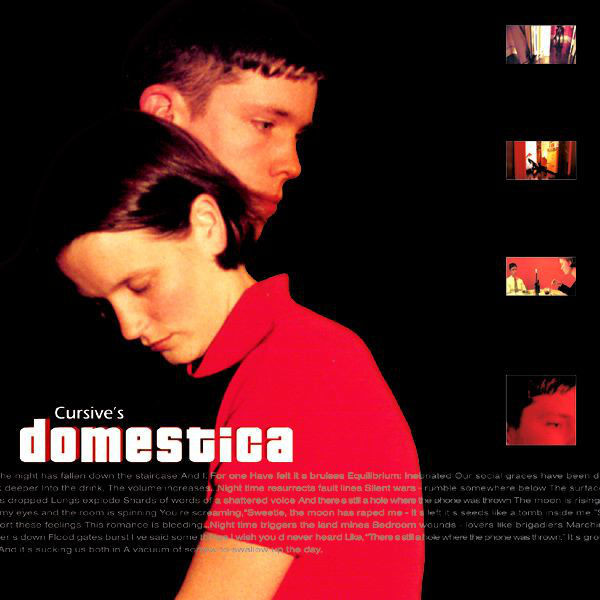 Cursive's
domestica
he night has fallen down the staircase And I: For one Have felt it s bruises Equilibrium: Inebriated Our social graces have been d
deeper into the drink, The volume increases. Night time resurrects fault lines Silent wars - rumble somewhere below The surface
s dropped Lungs explode Shards of words of a shattered voice And theres still a hole where the phone was thrown The moon is rising
my eyes and the room is spinning You re screaming, "Sweetie, the moon has raped me - It s left it s seeds like a tomb inside me."
ort these feelings This romance is bleeding. Night time triggers the land mines Bedroom wounds - lovers like brigadiers Marchin
er s down Flood gates burst I ve said some things I wish you d never heard Like, "Theres still a hole where the phone was thrown." It s gro
And it s sucking us both in A vacuum of sorrow to swallow up the day.